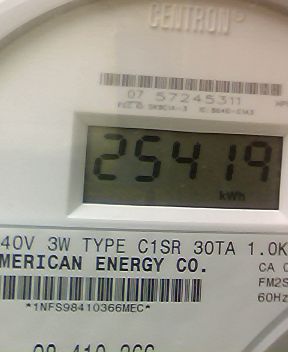 CENTRON®
07 57245311
25419
kWh
40V 3W TYPE C1SR 30TA 1.0K
MERICAN ENERGY CO.
CA 0
FM2S
60Hz
*1NFS98410366MEC*